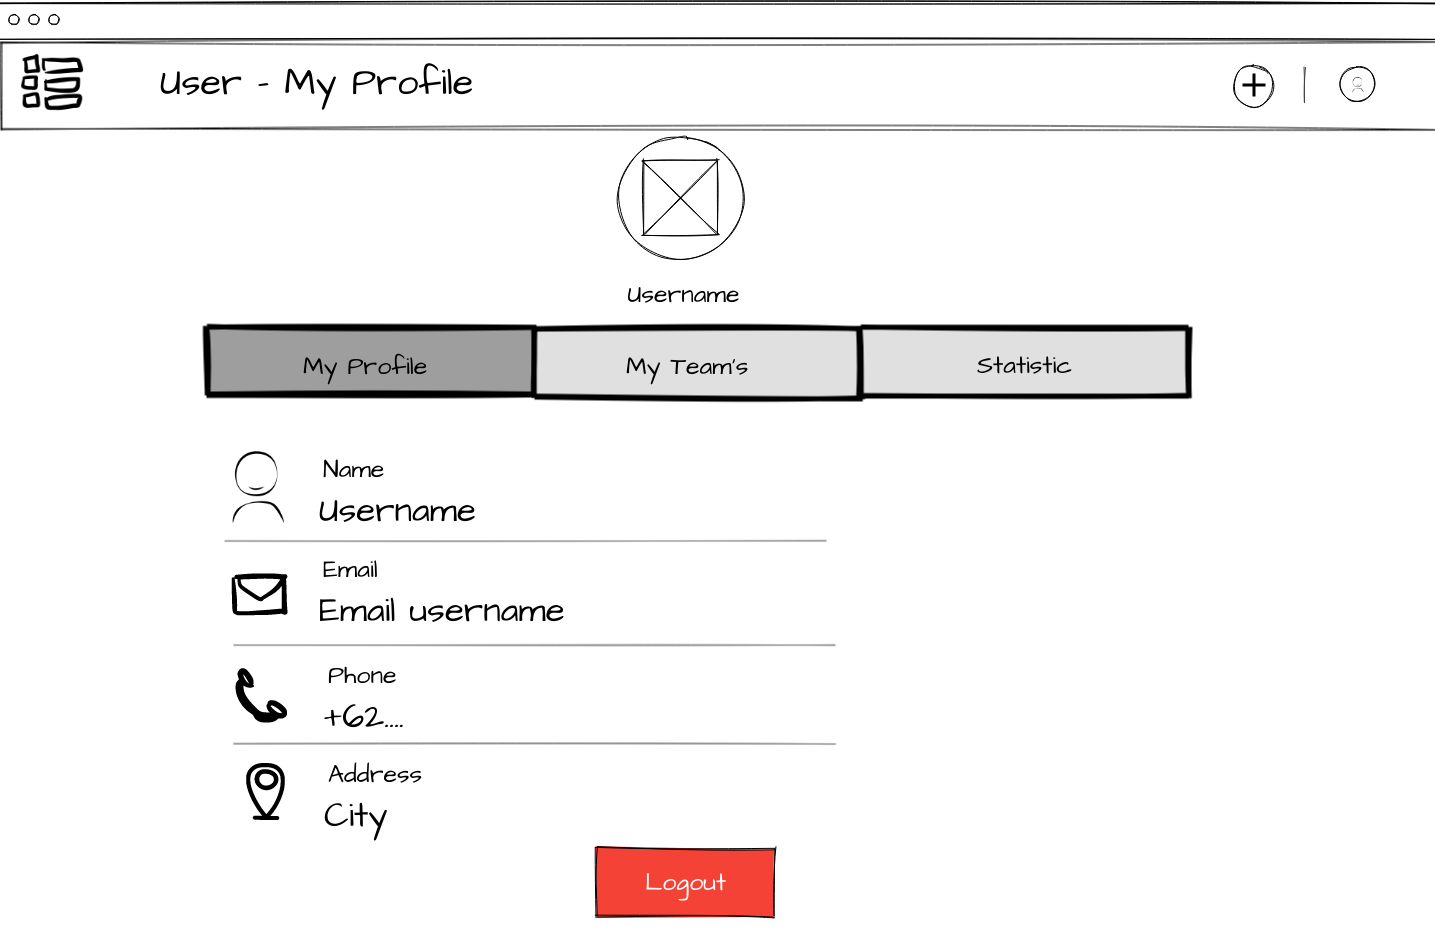 User - My Profile
Username
My Profile
My Team's
Statistic
Name
Username
Email
Email username
Phone
+62....
Address
City
Logout